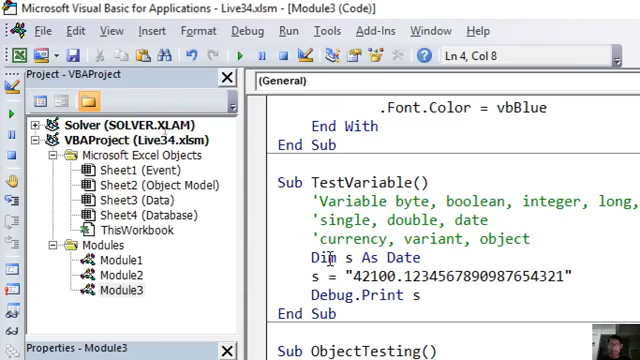 Microsoft Visual Basic for Applications - Live34.xlsm - [Module3 (Code)]
File Edit View Insert Format Debug Run Tools Add-Ins Window Help
Ln 4, Col 8
Project - VBAProject
(General)
Solver (SOLVER.XLAM)
VBAProject (Live34.xlsm)
Microsoft Excel Objects
Sheet1 (Event)
Sheet2 (Object Model)
Sheet3 (Data)
Sheet4 (Database)
ThisWorkbook
Modules
Module1
Module2
Module3
Properties - Module3
.Font.Color = vbBlue
End With
End Sub
Sub TestVariable()
'Variable byte, boolean, integer, long,
'single, double, date
'currency, variant, object
Dim s As Date
s = "42100.1234567890987654321"
Debug.Print s
End Sub
Sub ObjectTesting()